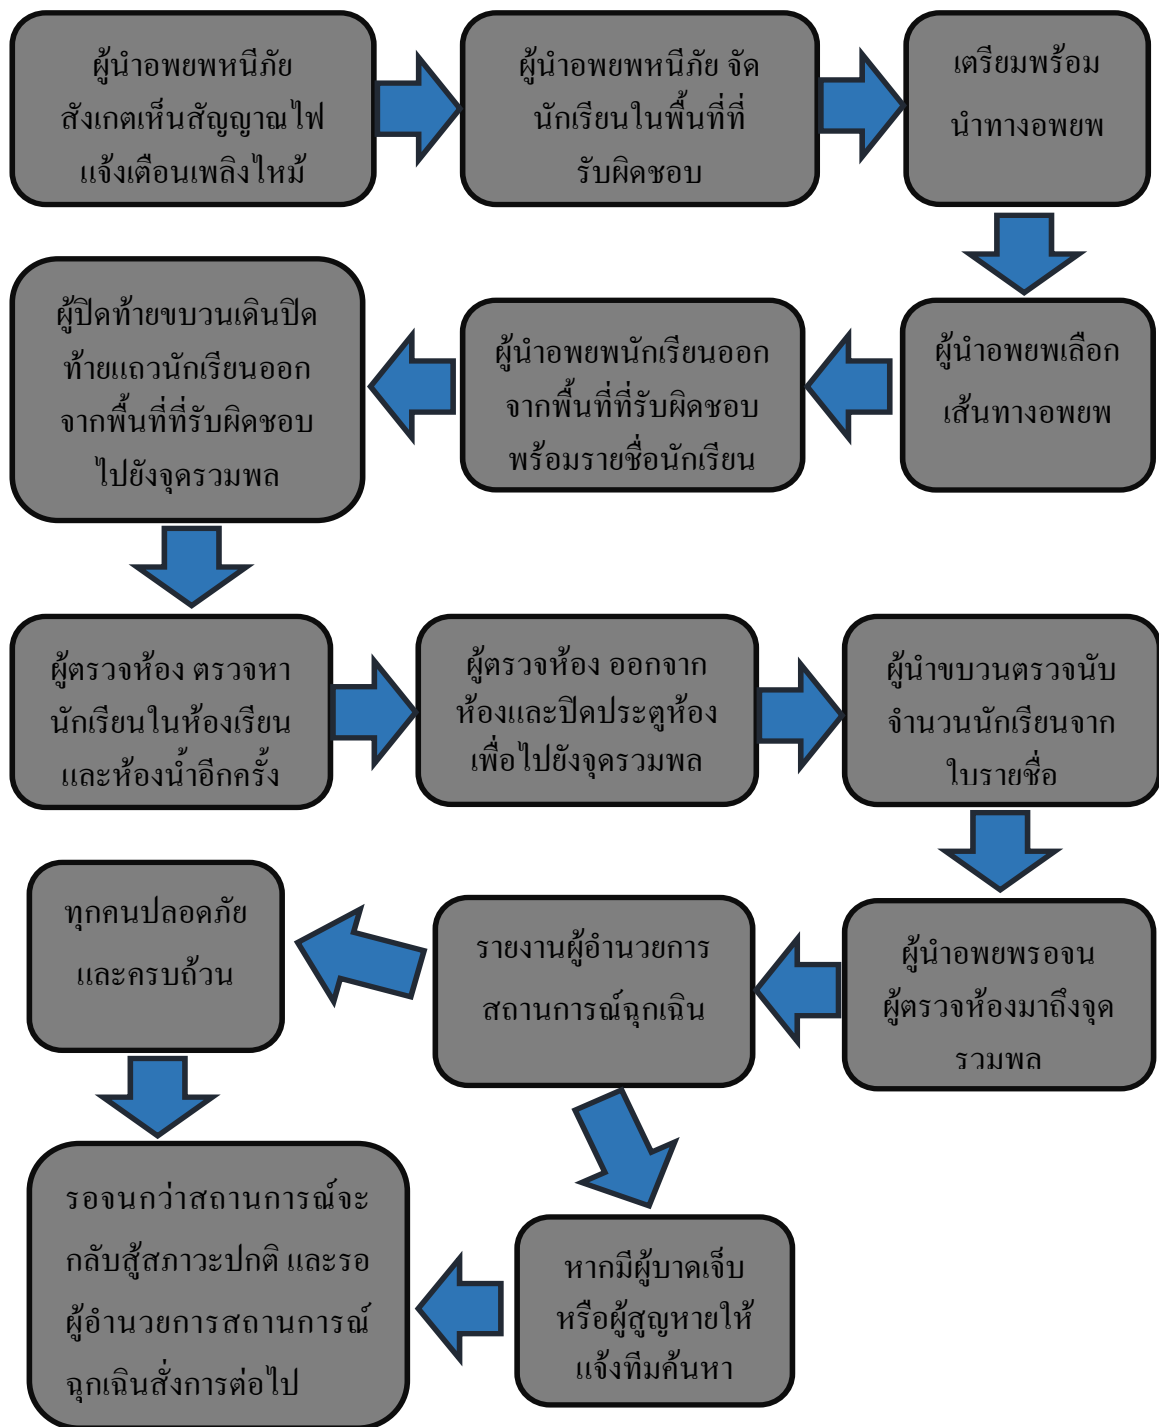 ผู้นำอพยพหนีภัย
สังเกตเห็นสัญญาณไฟ
แจ้งเตือนเพลิงไหม้
ผู้นำอพยพหนีภัย จัด
นักเรียนในพื้นที่ที่
รับผิดชอบ
เตรียมพร้อม
นำทางอพยพ
ผู้นำอพยพเลือก
เส้นทางอพยพ
ผู้นำอพยพนักเรียนออก
จากพื้นที่ที่รับผิดชอบ
พร้อมรายชื่อนักเรียน
ผู้ปิดท้ายขบวนเดินปิด
ท้ายแถวนักเรียนออก
จากพื้นที่ที่รับผิดชอบ
ไปยังจุดรวมพล
ผู้ตรวจห้อง ตรวจหา
นักเรียนในห้องเรียน
และห้องน้ำอีกครั้ง
ผู้ตรวจห้อง ออกจาก
ห้องและปิดประตูห้อง
เพื่อไปยังจุดรวมพล
ผู้นำขบวนตรวจนับ
จำนวนนักเรียนจาก
ใบรายชื่อ
ผู้นำอพยพรอจน
ผู้ตรวจห้องมาถึงจุด
รวมพล
รายงานผู้อำนวยการ
สถานการณ์ฉุกเฉิน
ทุกคนปลอดภัย
และครบถ้วน
หากมีผู้บาดเจ็บ
หรือผู้สูญหายให้
แจ้งทีมค้นหา
รอจนกว่าสถานการณ์จะ
กลับสู้สภาวะปกติ และรอ
ผู้อำนวยการสถานการณ์
ฉุกเฉินสั่งการต่อไป